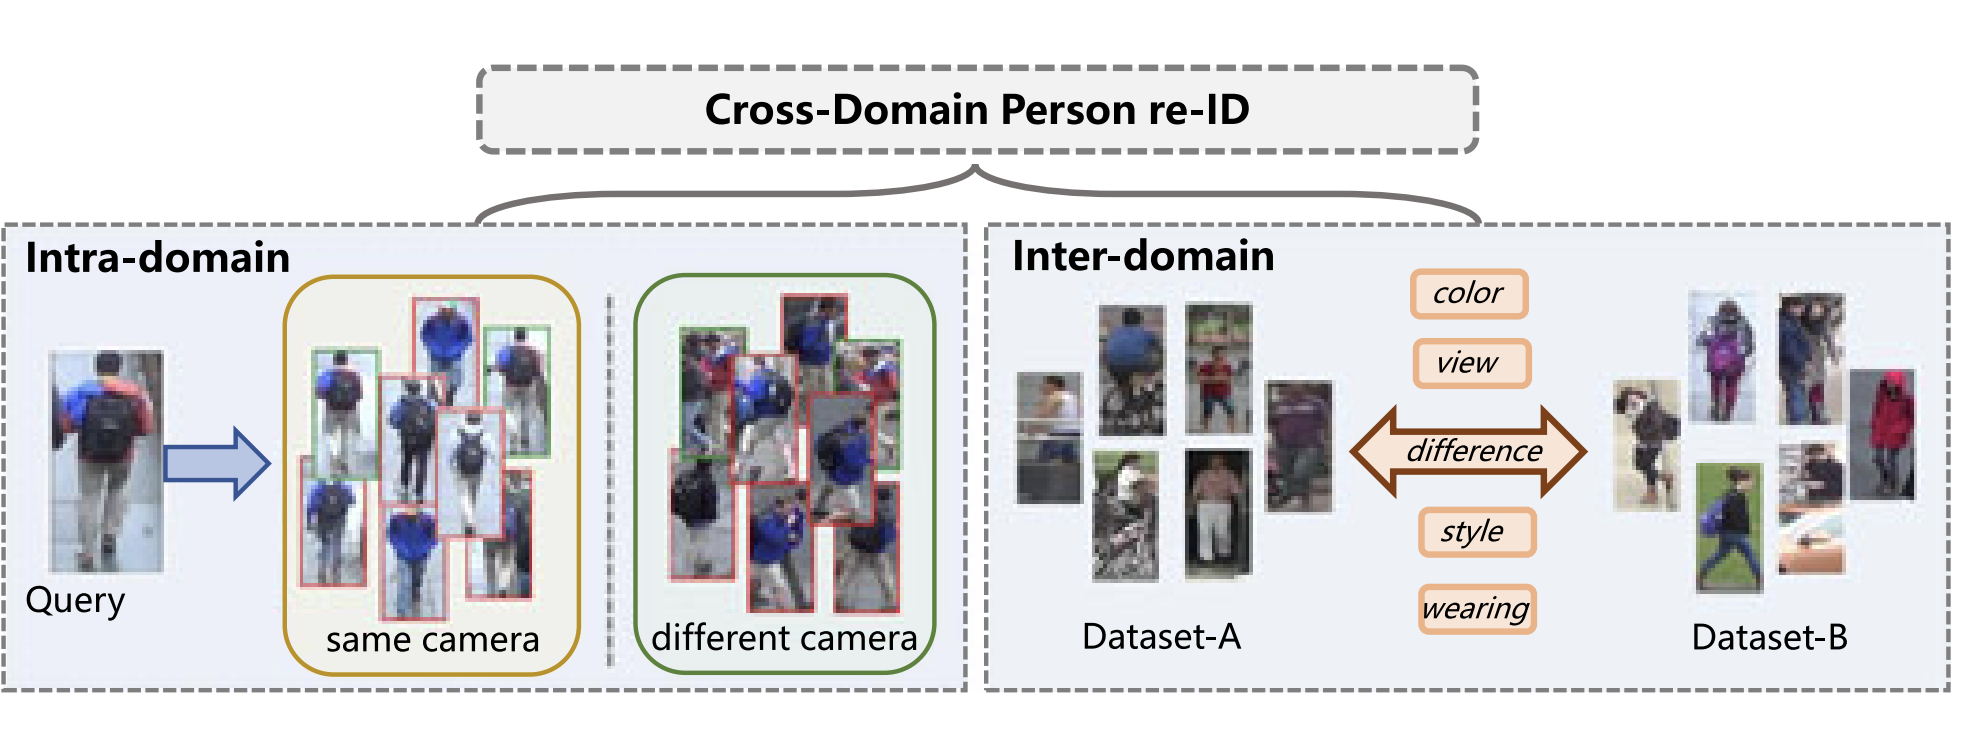 Cross-Domain Person re-ID
Intra-domain
Query
same camera
different camera
Inter-domain
color
view
difference
style
wearing
Dataset-A
Dataset-B